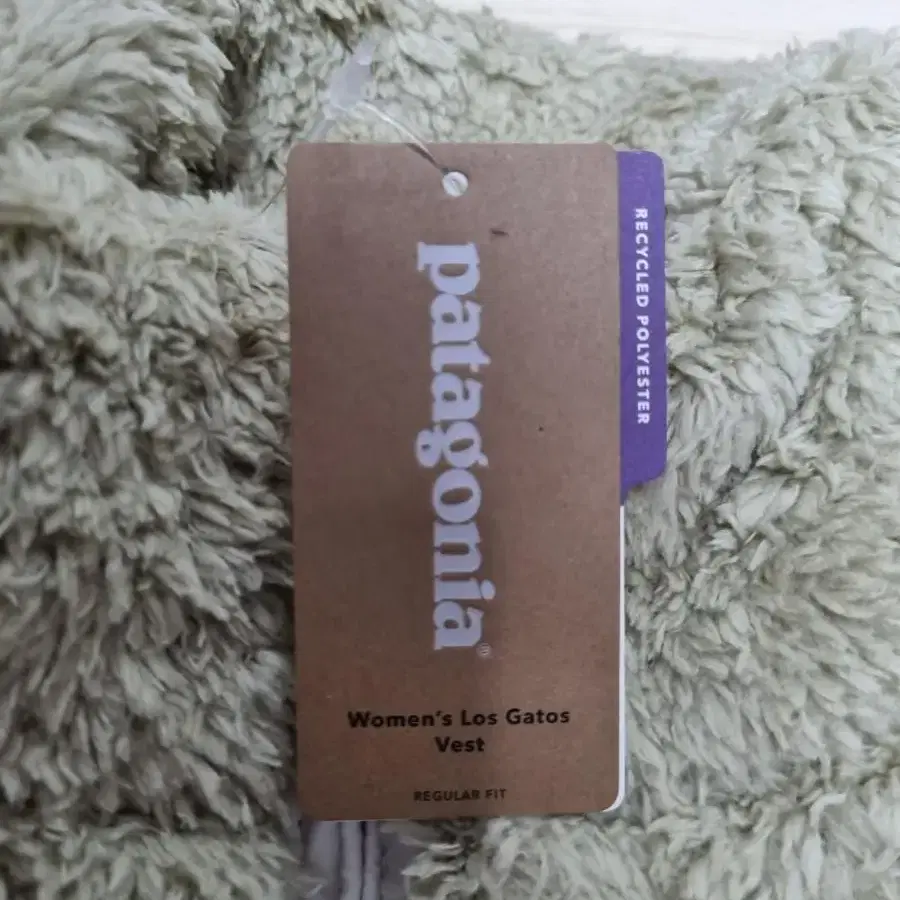 patagonia®
RECYCLED POLYESTER
Women's Los Gatos
Vest
REGULAR FIT